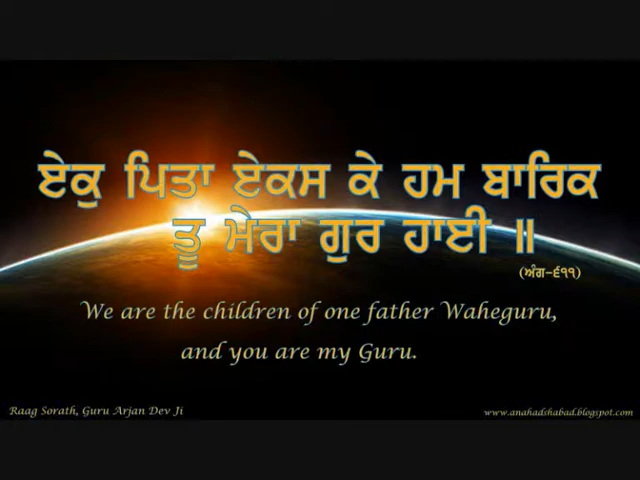 ਏਕੁ ਪਿਤਾ ਏਕਸ ਕੇ ਹਮ ਬਾਰਿਕ
ਤੂ ਮੇਰਾ ਗੁਰ ਹਾਈ ॥
(ਅੰਗ-੬੧੧)
We are the children of one father Waheguru,
and you are my Guru.
Raag Sorath, Guru Arjan Dev Ji
www.anahadshabad.blogspot.com